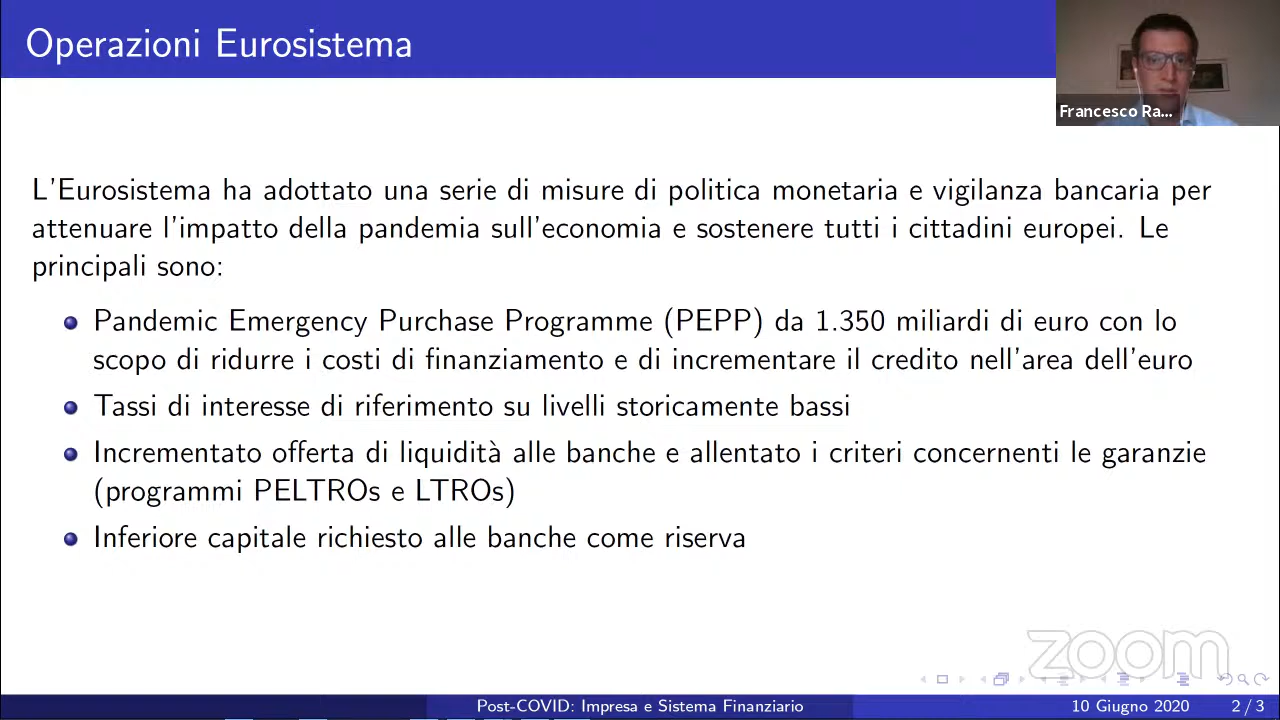 Operazioni Eurosistema
Francesco Ra...
L'Eurosistema ha adottato una serie di misure di politica monetaria e vigilanza bancaria per
attenuare l'impatto della pandemia sull'economia e sostenere tutti i cittadini europei. Le
principali sono:
Pandemic Emergency Purchase Programme (PEPP) da 1.350 miliardi di euro con lo
scopo di ridurre i costi di finanziamento e di incrementare il credito nell'area dell'euro
Tassi di interesse di riferimento su livelli storicamente bassi
Incrementato offerta di liquidità alle banche e allentato i criteri concernenti le garanzie
(programmi PELTROs e LTROs)
Inferiore capitale richiesto alle banche come riserva
zoom
Post-COVID: Impresa e Sistema Finanziario
10 Giugno 2020
2 / 3